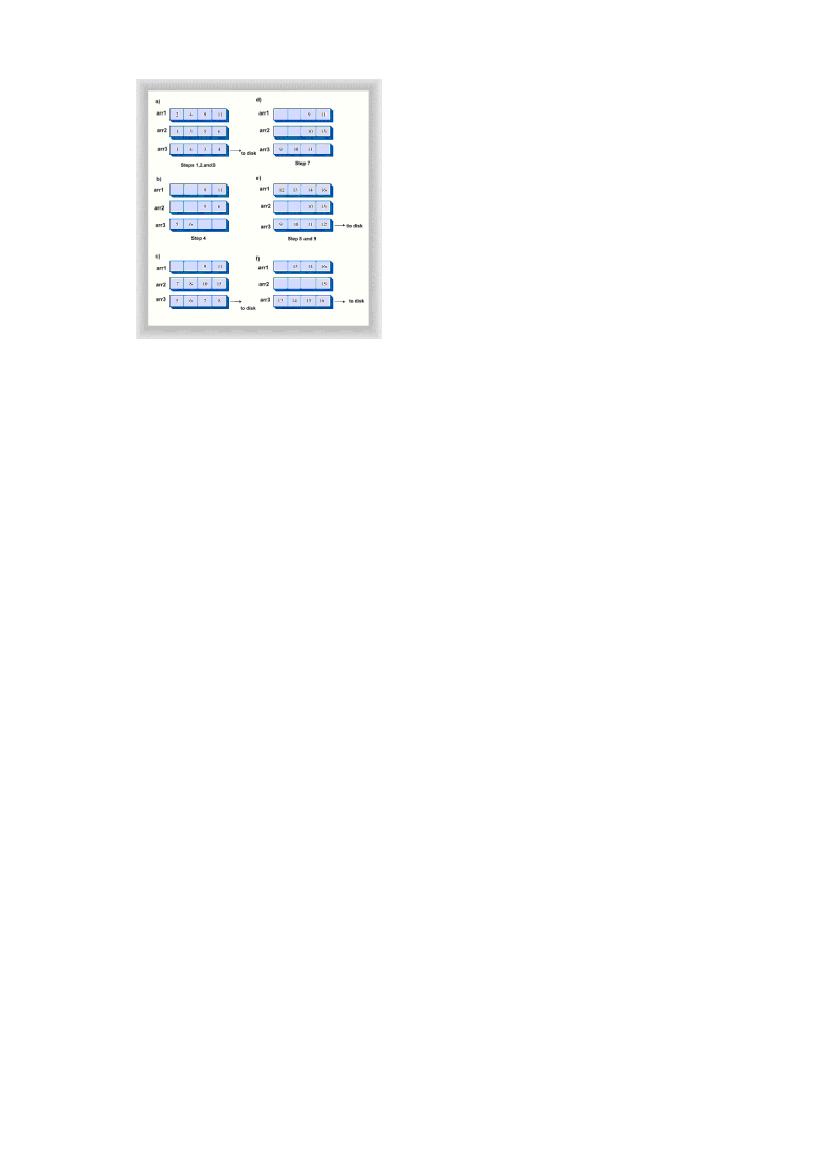 a)
arr1 2 4 9 11
arr2 1 3 5 6
arr3 1 3 4
to disk
Steps 1,2,and3
b)
arr1 9 11
arr2 5 6
arr3 5 6
Step 4
arr1 9 11
arr2 7 8 10 15
arr3 5 6 7 8
to disk
d)
arr1 9 11
arr2 10 15
arr3 9 10 11
Step 7
arr1 12 13 14 16
arr2 10 15
arr3 9 10 11 12
to disk
Step 8 and 9
arr1 13 14 16
arr2 15
arr3 13 14 15 16
to disk